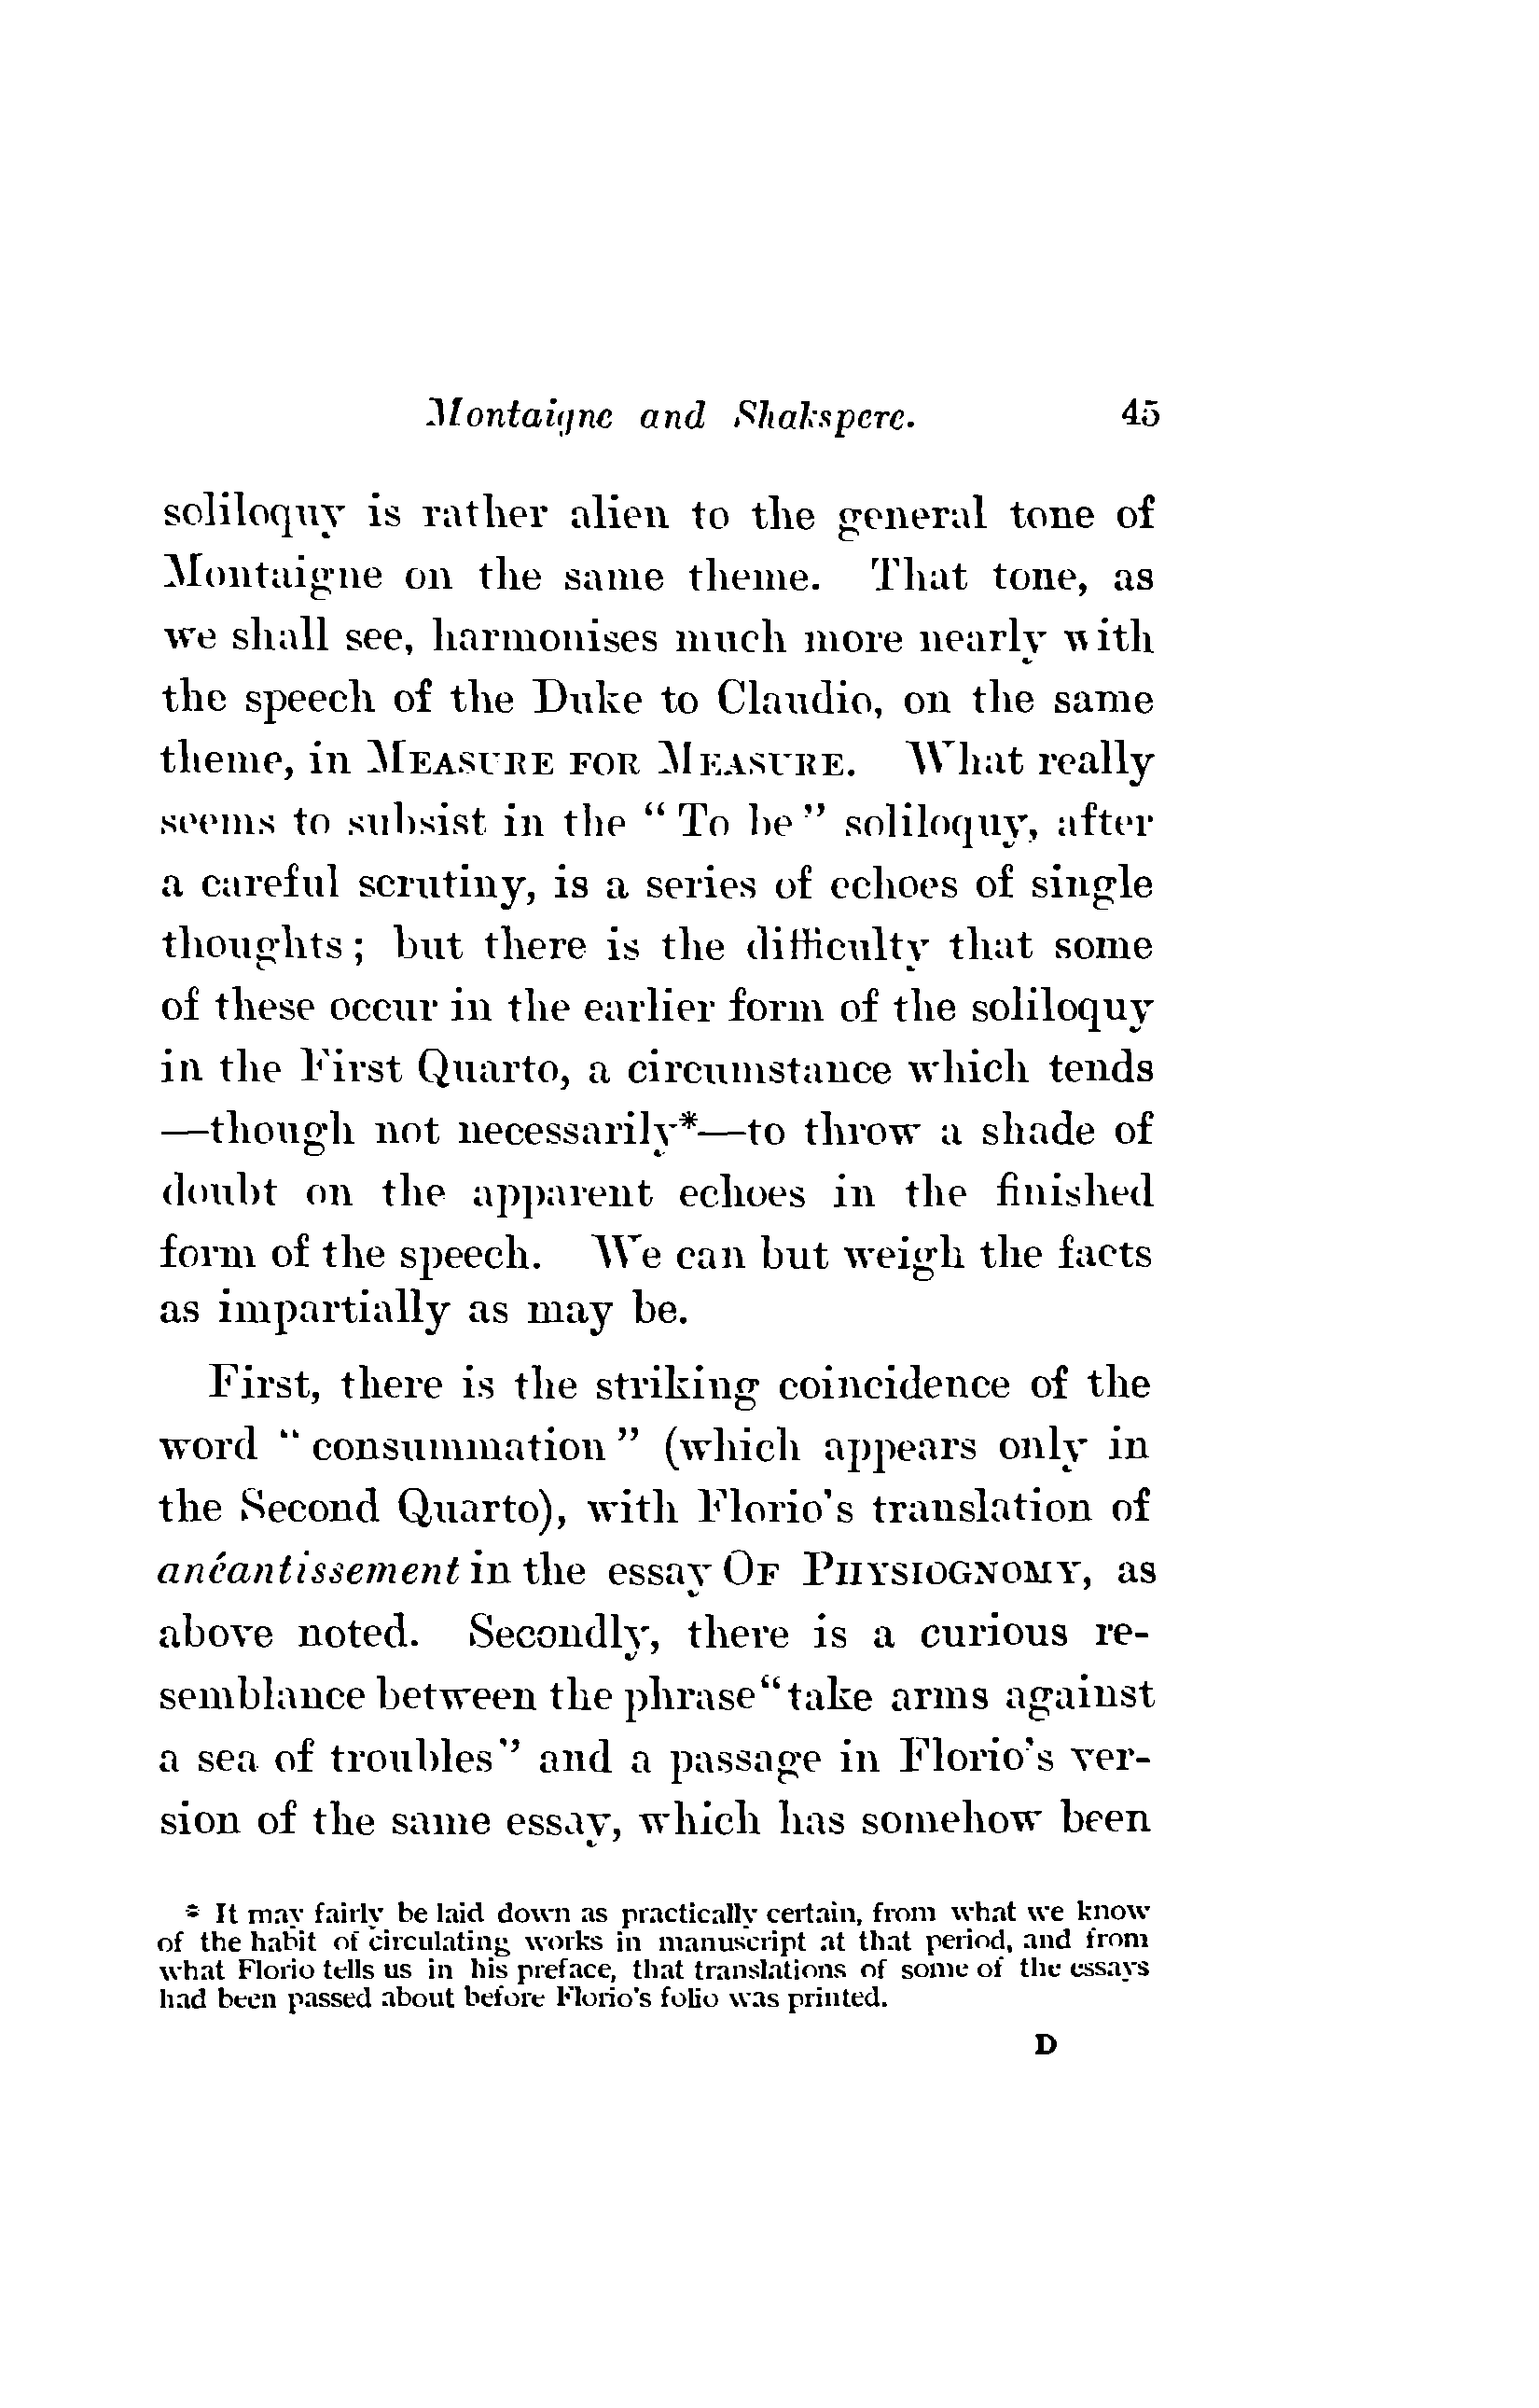 Montaigne and Shakspere. 45
soliloquy is rather alien to the general tone of
Montaigne on the same theme. That tone, as
we shall see, harmonises much more nearly with
the speech of the Duke to Claudio, on the same
theme, in MEASURE FOR MEASURE. What really
seems to subsist in the “ To be ” soliloquy, after
a careful scrutiny, is a series of echoes of single
thoughts ; but there is the difficulty that some
of these occur in the earlier form of the soliloquy
in the First Quarto, a circumstance which tends
—though not necessarily*—to throw a shade of
doubt on the apparent echoes in the finished
form of the speech. We can but weigh the facts
as impartially as may be.
First, there is the striking coincidence of the
word “ consummation ” (which appears only in
the Second Quarto), with Florio's translation of
anéantissement in the essay OF PHYSIOGNOMY, as
above noted. Secondly, there is a curious re-
semblance between the phrase “take arms against
a sea of troubles” and a passage in Florio's ver-
sion of the same essay, which has somehow been
* It may fairly be laid down as practically certain, from what we know
of the habit of circulating works in manuscript at that period, and from
what Florio tells us in his preface, that translations of some of the essays
had been passed about before Florio's folio was printed.
D